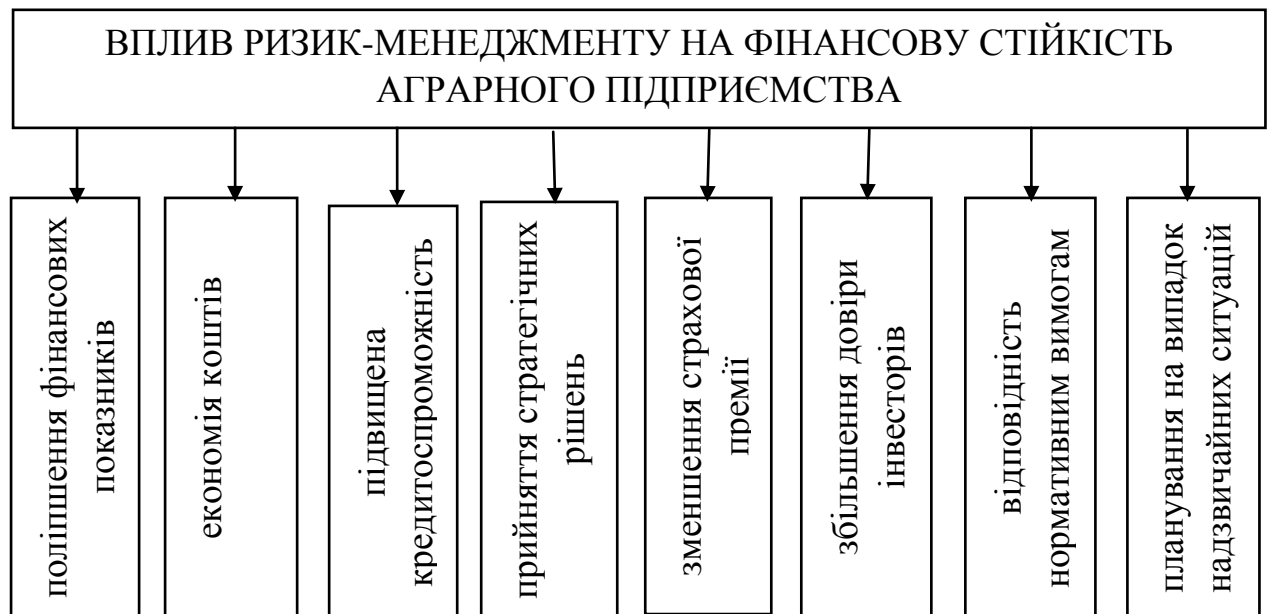 ВПЛИВ РИЗИК-МЕНЕДЖМЕНТУ НА ФІНАНСОВУ СТІЙКІСТЬ
АГРАРНОГО ПІДПРИЄМСТВА
поліпшення фінансових
показників
економія коштів
підвищена
кредитоспроможність
прийняття стратегічних
рішень
зменшення страхової
премії
збільшення довіри
інвесторів
відповідність
нормативним вимогам
планування на випадок
надзвичайних ситуацій